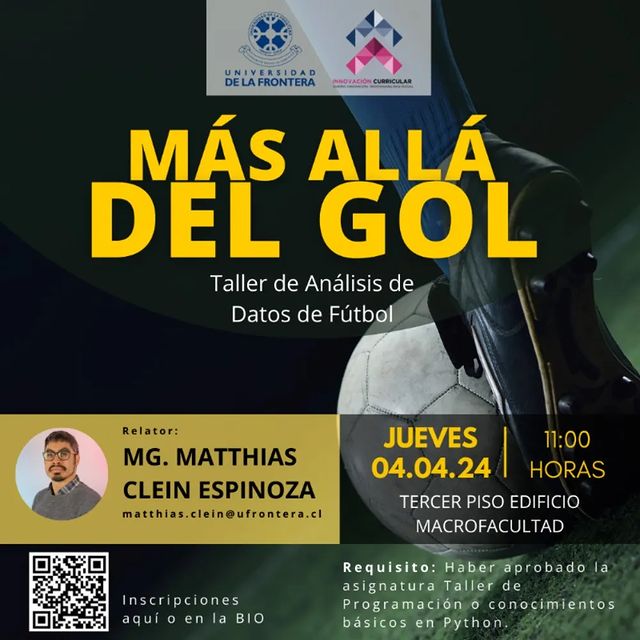 UNIVERSIDAD
DE LA FRONTERA
INNOVACIÓN CURRICULAR
MÁS ALLÁ
DEL GOL
Taller de Análisis de
Datos de Fútbol
Relator:
MG. MATTHIAS
CLEIN ESPINOZA
matthias.clein@ufrontera.cl
JUEVES
04.04.24
11:00
HORAS
TERCER PISO EDIFICIO
MACROFACULTAD
Inscripciones
aquí o en la BIO
Requisito: Haber aprobado la
asignatura Taller de
Programación o conocimientos
básicos en Python.